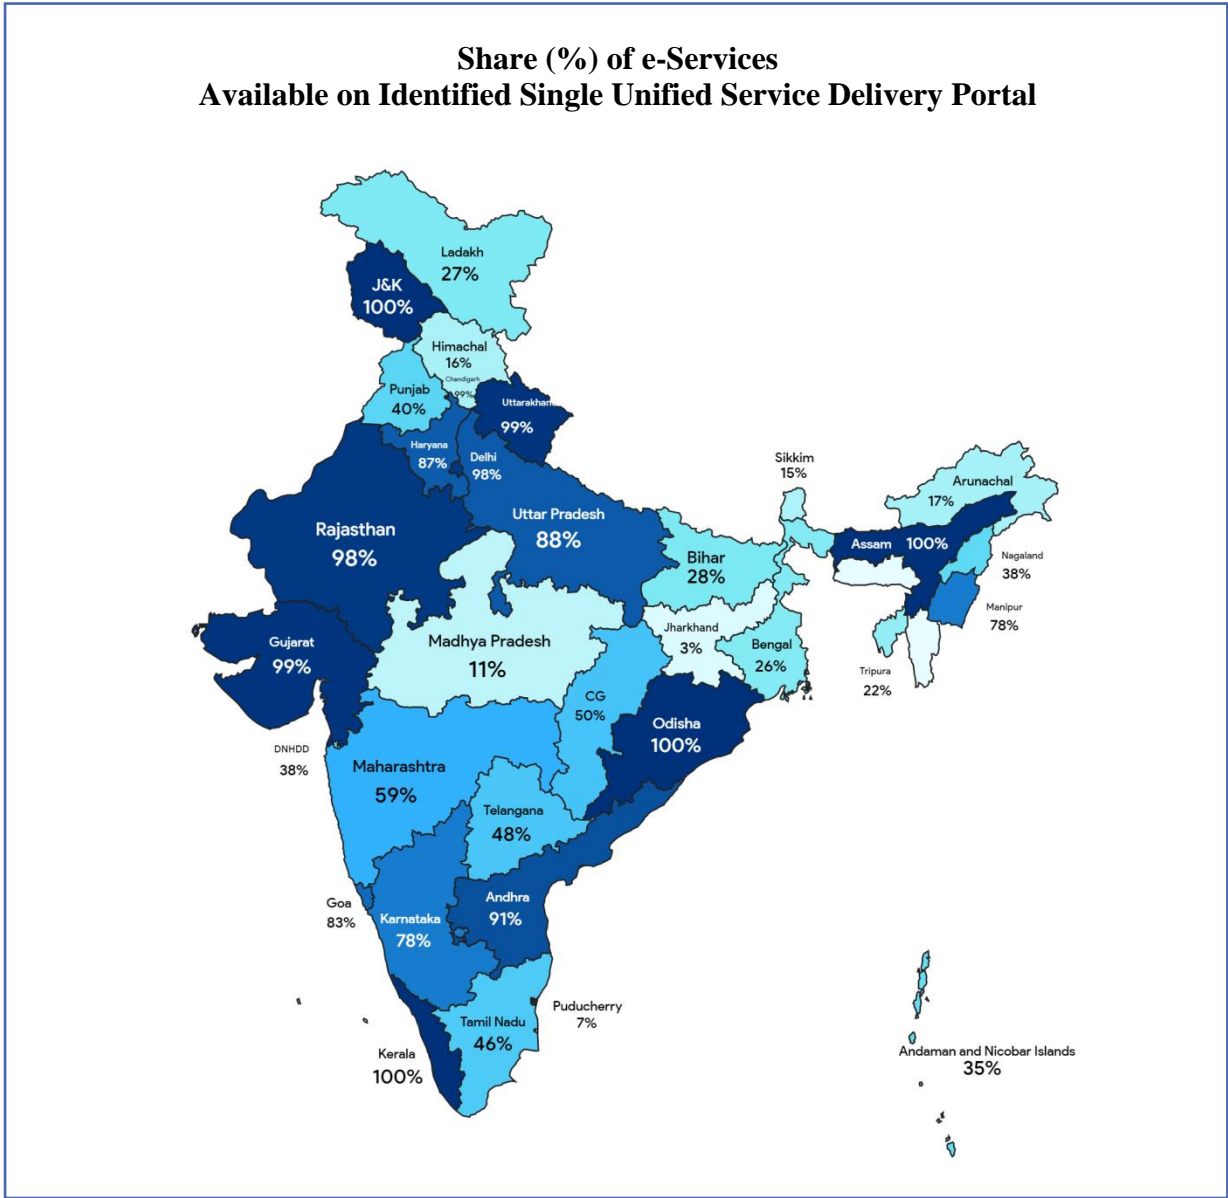 Share (%) of e-Services
Available on Identified Single Unified Service Delivery Portal
Ladakh
27%
J&K
100%
Himachal
16%
Chandigarh
99%
Punjab
40%
Uttarakhan
99%
Haryana
87%
Delhi
98%
Sikkim
15%
Arunachal
17%
Rajasthan
98%
Uttar Pradesh
88%
Assam 100%
Bihar
28%
Nagaland
38%
Manipur
78%
Jharkhand
3%
Gujarat
99%
Madhya Pradesh
11%
Bengal
26%
Tripura
22%
CG
50%
Odisha
100%
DNHDD
38%
Maharashtra
59%
Telangana
48%
Goa
83%
Karnataka
78%
Andhra
91%
Puducherry
7%
Tamil Nadu
46%
Kerala
100%
Andaman and Nicobar Islands
35%